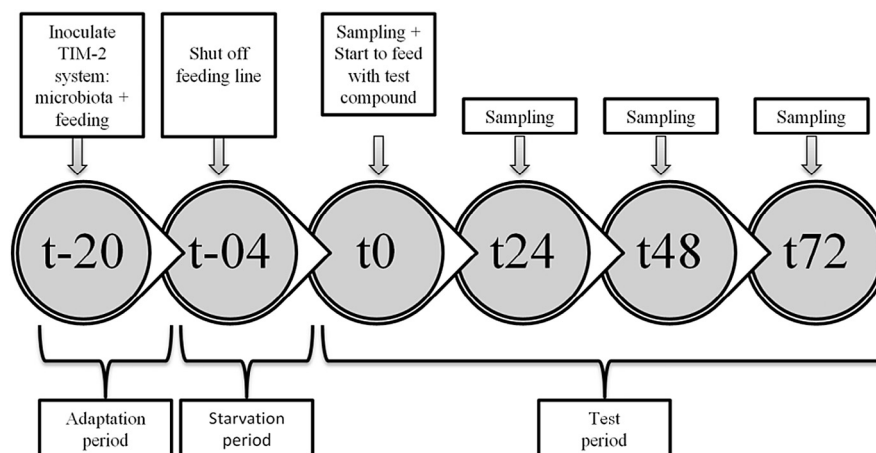 Inoculate
TIM-2
system:
microbiota +
feeding
Shut off
feeding line
Sampling +
Start to feed
with test
compound
Sampling
Sampling
Sampling
t-20
t-04
t0
t24
t48
t72
Adaptation
period
Starvation
period
Test
period